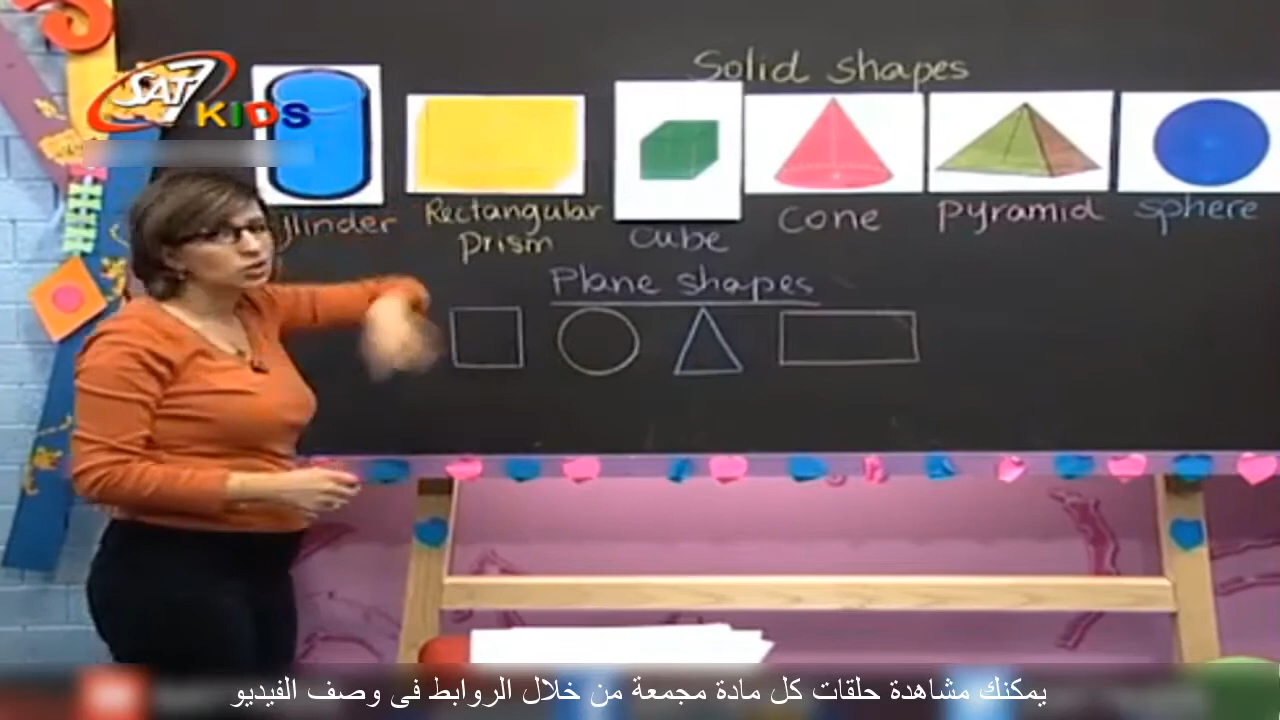 SAT7
KIDS
Solid shapes
ylinder
Rectangular
prism
cube
cone
pyramid
sphere
Plane shapes
يمكنك مشاهدة حلقات كل مادة مجمعة من خلال الروابط فى وصف الفيديو